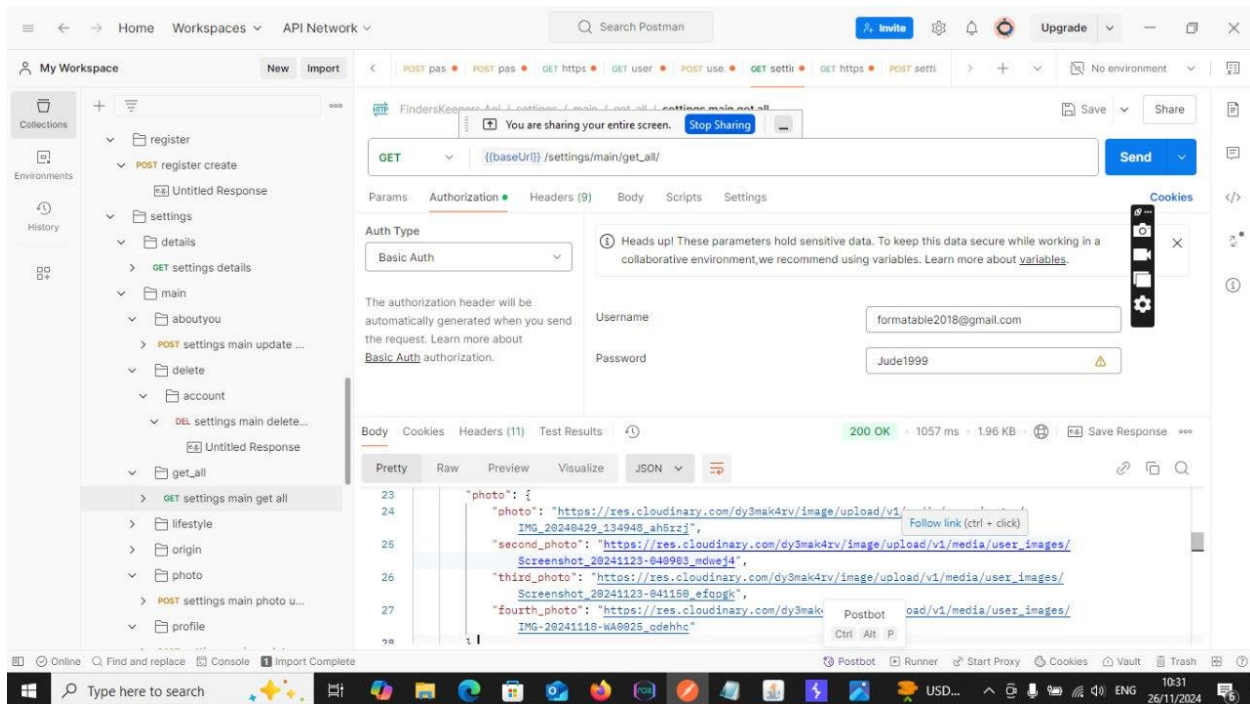 Home Workspaces API Network Search Postman Invite Upgrade
My Workspace New Import POST pas POST pas GET https GET user POST use. GET settin GET https POST setti. No environment
Collections
Environments
History
register
POST register create
e.g. Untitled Response
settings
details
GET settings details
main
aboutyou
POST settings main update ...
delete
account
DEL settings main delete...
e.g. Untitled Response
get_all
GET settings main get all
lifestyle
origin
photo
POST settings main photo u...
profile
HTTP FindersKeepers Api / settings / main / get_all / settings main get all Save Share
You are sharing your entire screen. Stop Sharing
GET {{baseUrl}} /settings/main/get_all/ Send
Params Authorization Headers (9) Body Scripts Settings Cookies
Auth Type
Basic Auth
The authorization header will be
automatically generated when you send
the request. Learn more about
Basic Auth authorization.
Heads up! These parameters hold sensitive data. To keep this data secure while working in a
collaborative environment,we recommend using variables. Learn more about variables.
Username formatable2018@gmail.com
Password Jude1999
Body Cookies Headers (11) Test Results 200 OK 1057 ms 1.96 KB e.g. Save Response
Pretty Raw Preview Visualize JSON
23 "photo": {
24 "photo": "https://res.cloudinary.com/dy3mak4rv/image/upload/v1/
IMG_20240429_134948_ah5rzj",
25 "second_photo": "https://res.cloudinary.com/dy3mak4rv/image/upload/v1/media/user_images/
Screenshot_20241123-040903_mdwej4",
26 "third_photo": "https://res.cloudinary.com/dy3mak4rv/image/upload/v1/media/user_images/
Screenshot_20241123-041150_efqpgk",
27 "fourth_photo": "https://res.cloudinary.com/dy3mak oad/v1/media/user_images/
IMG-20241118-WA0025_qdehhc"
28 }
Follow link (ctrl + click)
Postbot
Ctrl Alt P
Online Find and replace Console 1 Import Complete Postbot Runner Start Proxy Cookies Vault Trash
Type here to search USD... ENG 10:31
26/11/2024